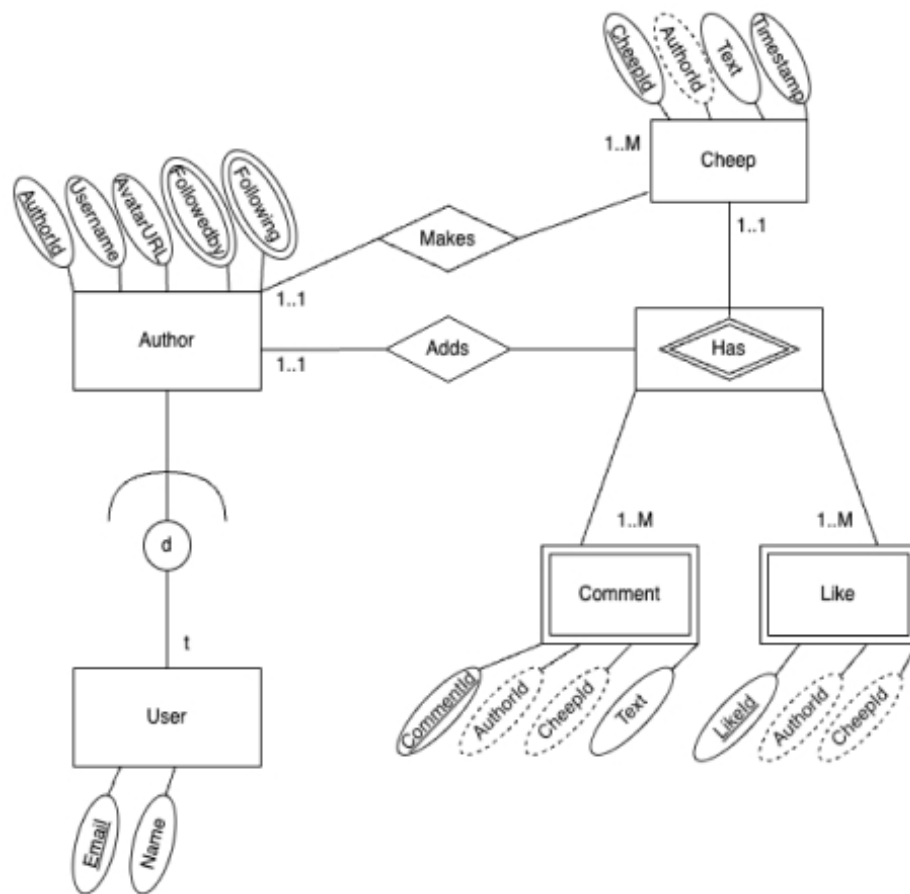 CheepId
AuthorId
Text
Timestamp
1..M
Cheep
AuthorId
Username
AvatarURL
Followedby
Following
Makes
1..1
1..1
Author
Adds
1..1
Has
d
1..M
1..M
Comment
Like
t
User
CommentId
AuthorId
CheepId
Text
LikeId
AuthorId
CheepId
Email
Name